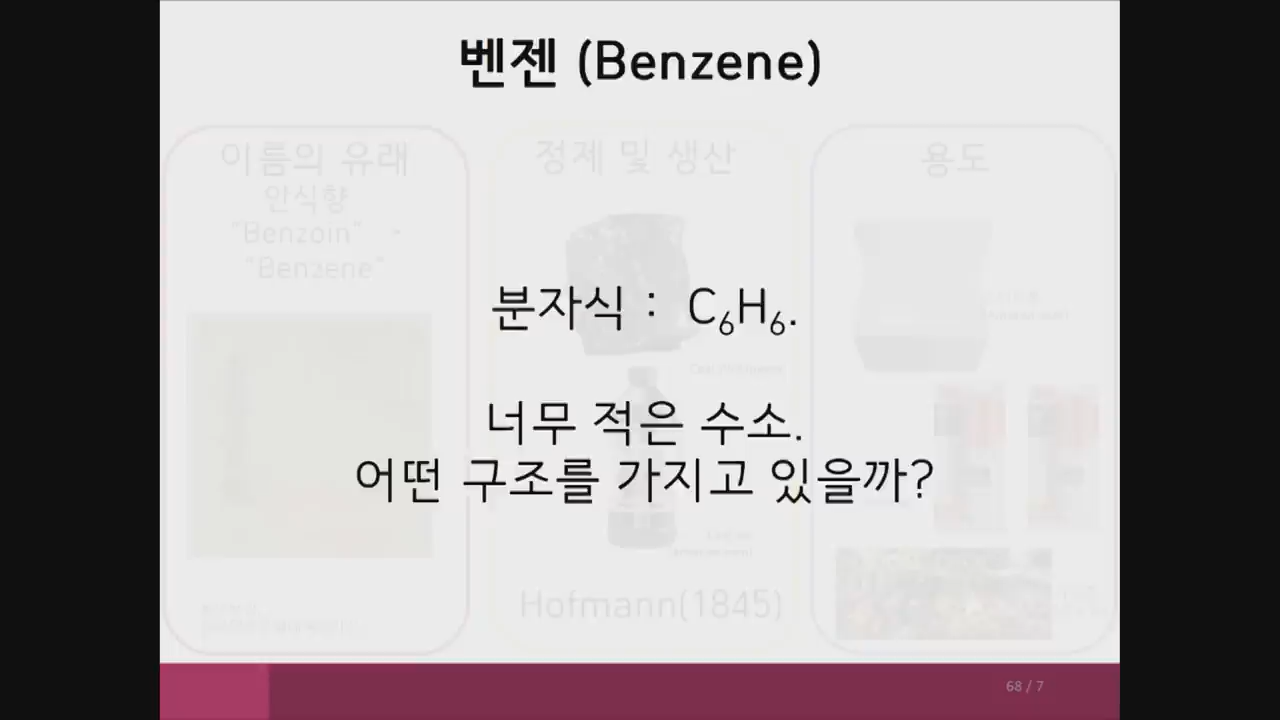 벤젠 (Benzene)
이름의 유래
안식향
"Benzoin" -
"Benzene"
정제 및 생산
용도
분자식 : C₆H₆.
너무 적은 수소.
어떤 구조를 가지고 있을까?
Hofmann(1845)
68 / 7